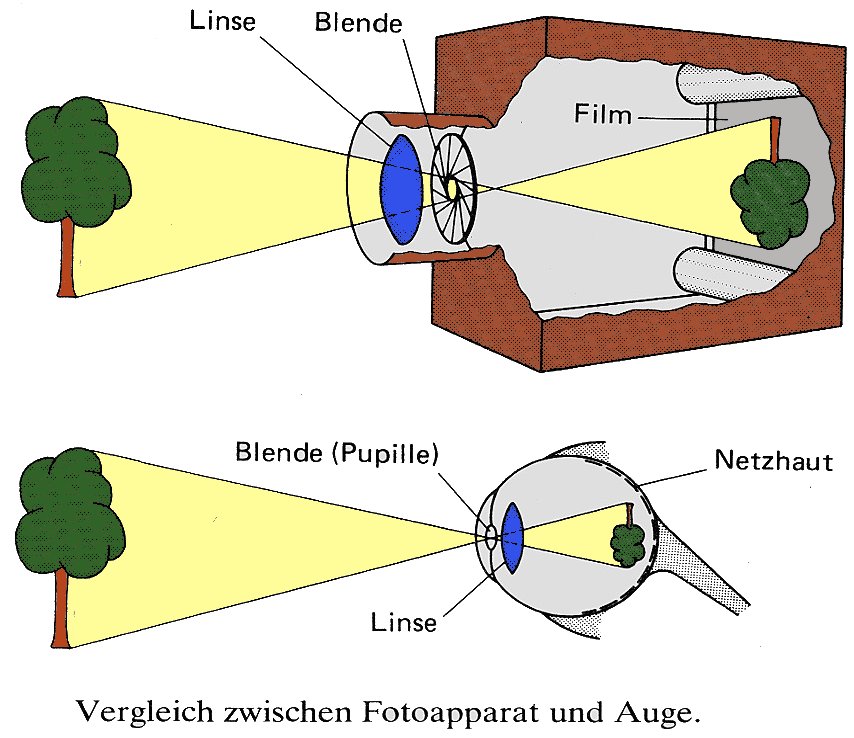 Linse
Blende
Film
Blende (Pupille)
Netzhaut
Linse
Vergleich zwischen Fotoapparat und Auge.